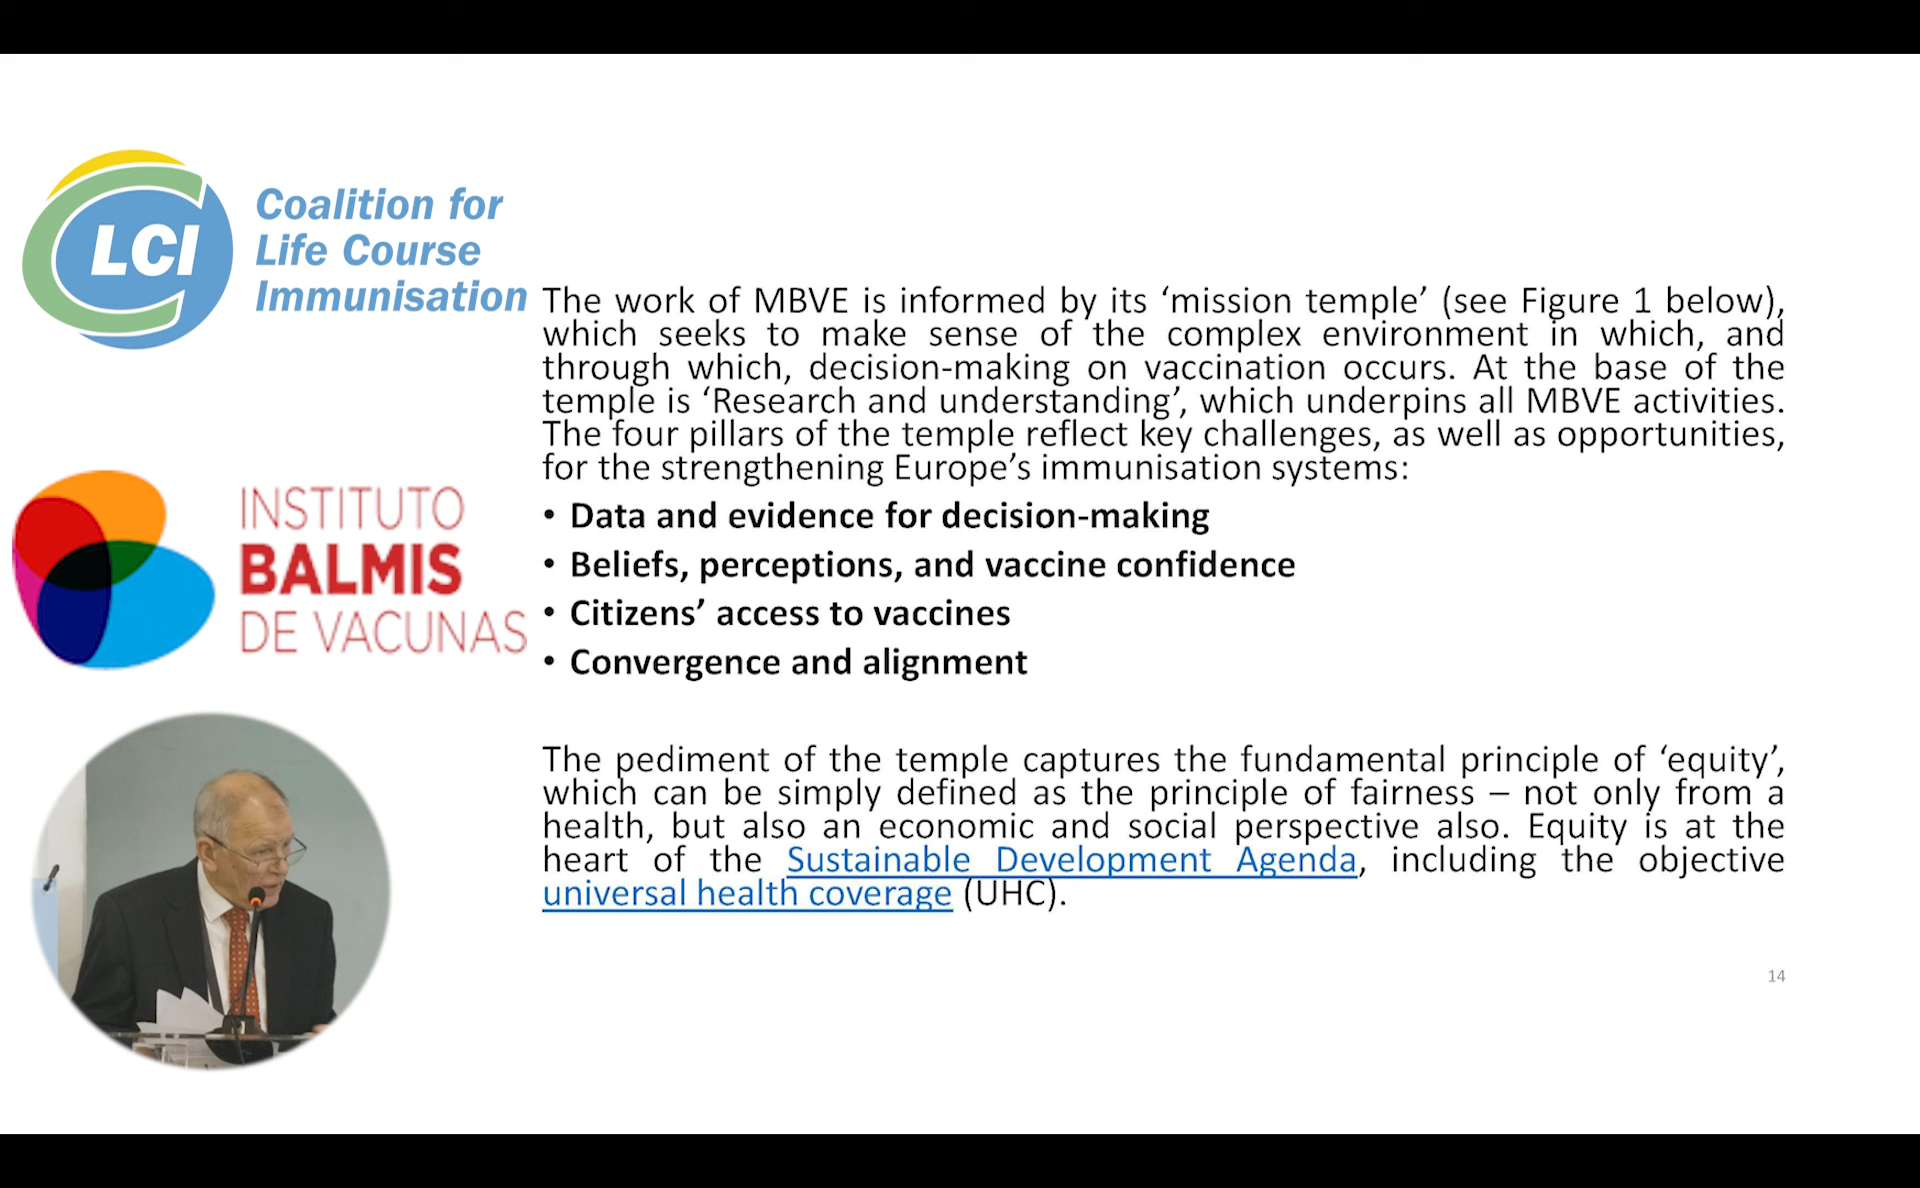 LCI
Coalition for
Life Course
Immunisation
INSTITUTO
BALMIS
DE VACUNAS
The work of MBVE is informed by its ‘mission temple’ (see Figure 1 below),
which seeks to make sense of the complex environment in which, and
through which, decision-making on vaccination occurs. At the base of the
temple is ‘Research and understanding’, which underpins all MBVE activities.
The four pillars of the temple reflect key challenges, as well as opportunities,
for the strengthening Europe’s immunisation systems:
• Data and evidence for decision-making
• Beliefs, perceptions, and vaccine confidence
• Citizens’ access to vaccines
• Convergence and alignment
The pediment of the temple captures the fundamental principle of ‘equity’,
which can be simply defined as the principle of fairness – not only from a
health, but also an economic and social perspective also. Equity is at the
heart of the Sustainable Development Agenda, including the objective
universal health coverage (UHC).
14